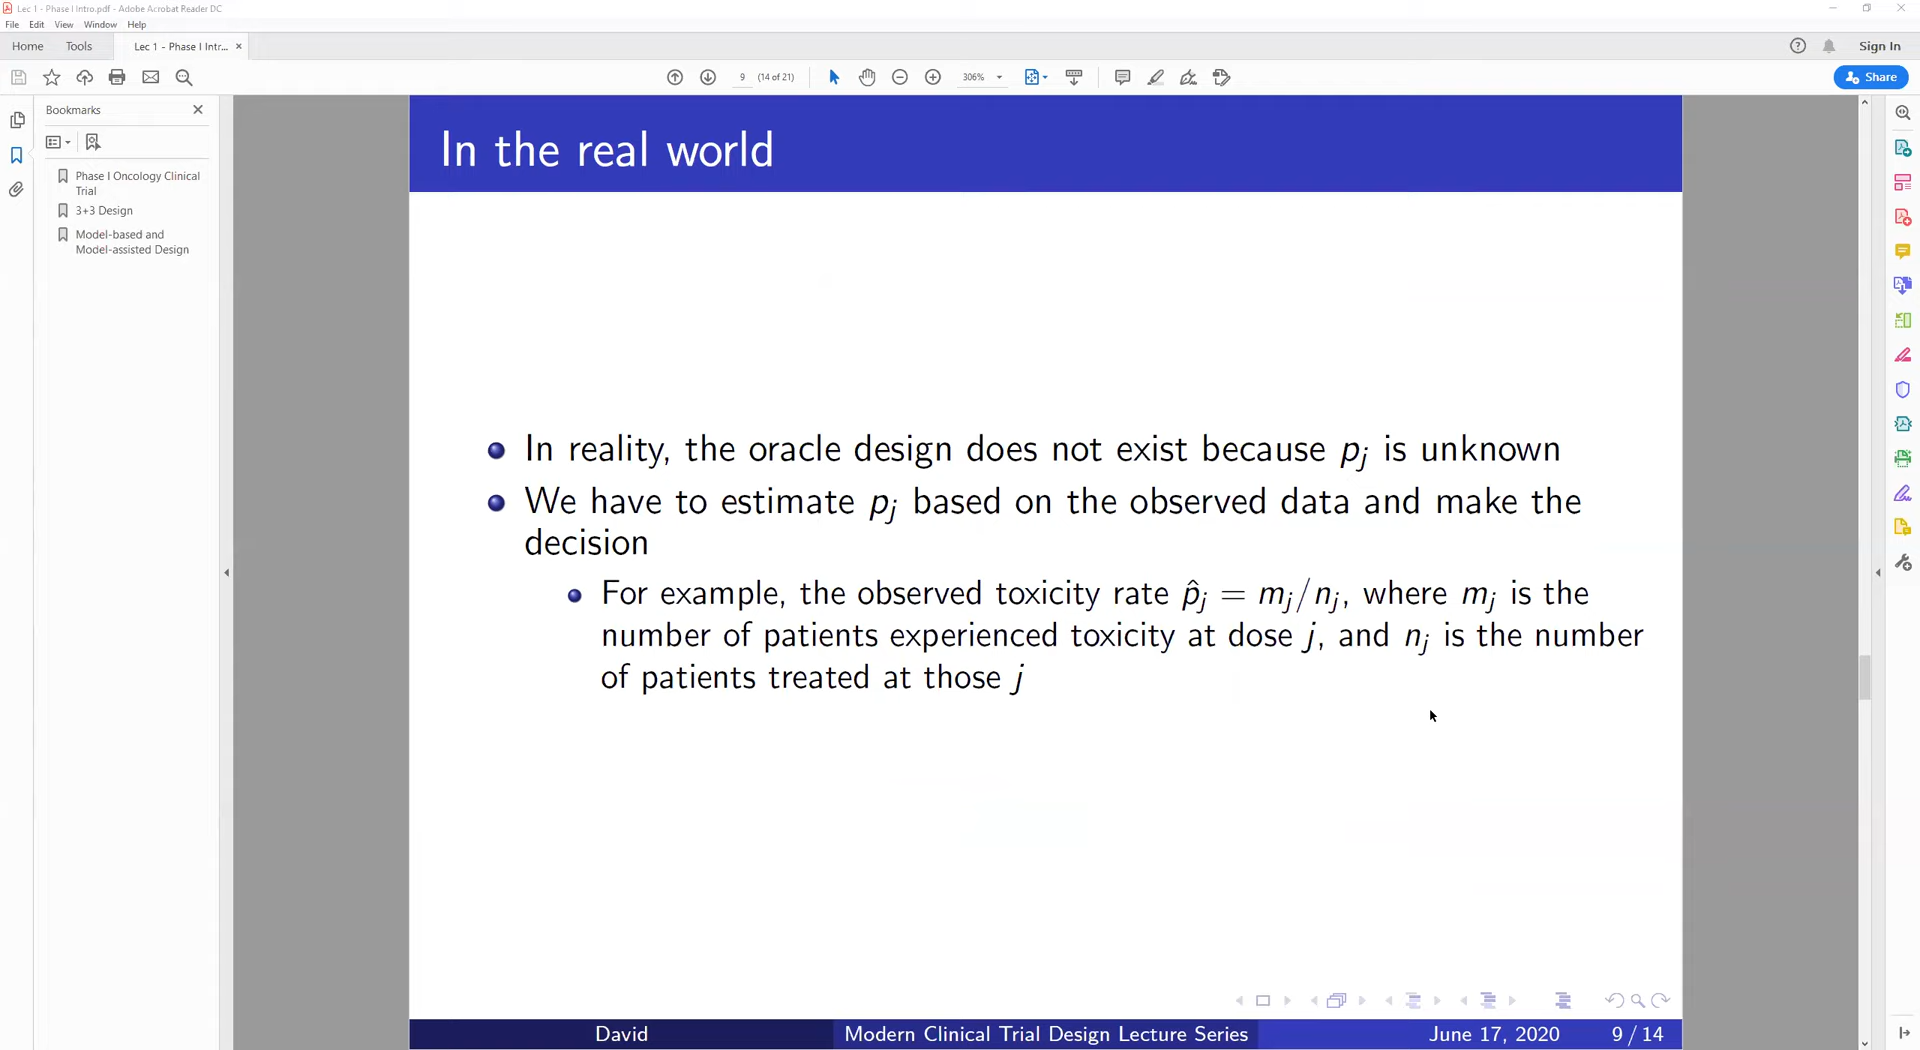 Lec 1 - Phase I Intro.pdf - Adobe Acrobat Reader DC
File Edit View Window Help
Home Tools Lec 1 - Phase I Intr... ×
Sign In
9 (14 of 21) 306%
Share
Bookmarks
Phase I Oncology Clinical
Trial
3+3 Design
Model-based and
Model-assisted Design
In the real world
In reality, the oracle design does not exist because pⱼ is unknown
We have to estimate pⱼ based on the observed data and make the
decision
For example, the observed toxicity rate p̂ⱼ = mⱼ/nⱼ, where mⱼ is the
number of patients experienced toxicity at dose j, and nⱼ is the number
of patients treated at those j
David Modern Clinical Trial Design Lecture Series June 17, 2020 9 / 14